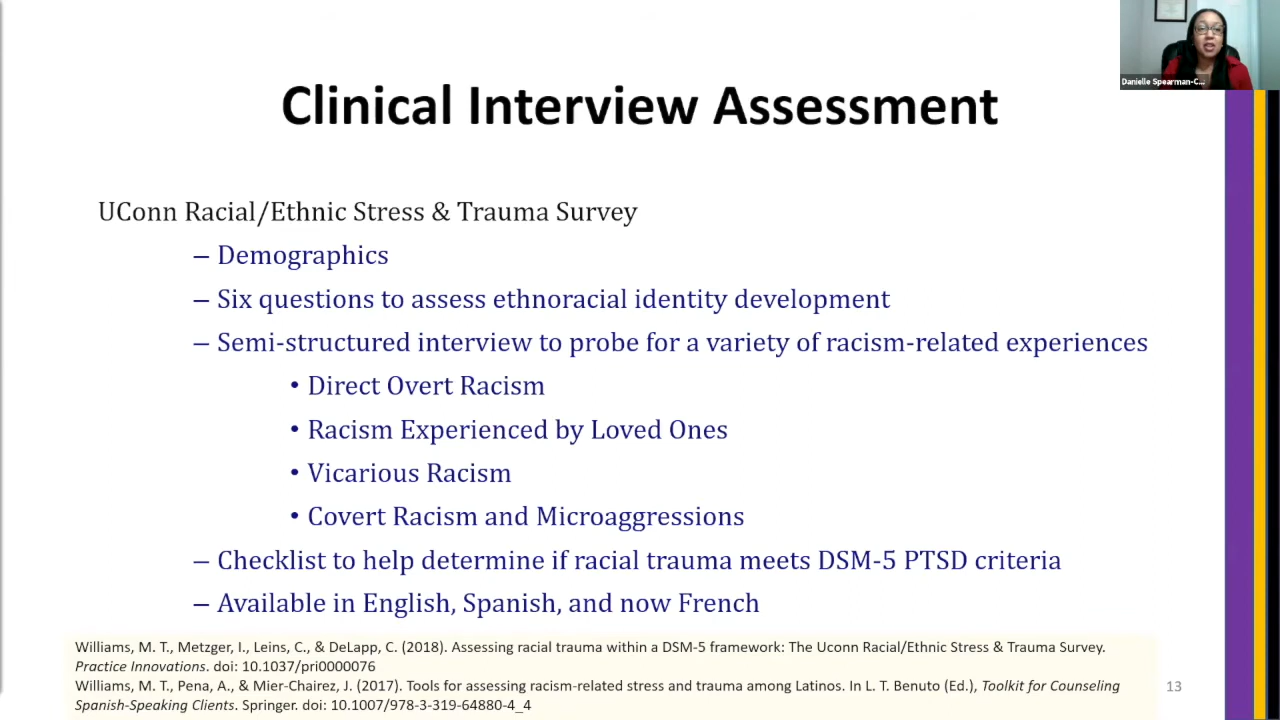 Danielle Spearman-C...
Clinical Interview Assessment
UConn Racial/Ethnic Stress & Trauma Survey
– Demographics
– Six questions to assess ethnoracial identity development
– Semi-structured interview to probe for a variety of racism-related experiences
• Direct Overt Racism
• Racism Experienced by Loved Ones
• Vicarious Racism
• Covert Racism and Microaggressions
– Checklist to help determine if racial trauma meets DSM-5 PTSD criteria
– Available in English, Spanish, and now French
Williams, M. T., Metzger, I., Leins, C., & DeLapp, C. (2018). Assessing racial trauma within a DSM-5 framework: The Uconn Racial/Ethnic Stress & Trauma Survey.
Practice Innovations. doi: 10.1037/pri0000076
Williams, M. T., Pena, A., & Mier-Chairez, J. (2017). Tools for assessing racism-related stress and trauma among Latinos. In L. T. Benuto (Ed.), Toolkit for Counseling
Spanish-Speaking Clients. Springer. doi: 10.1007/978-3-319-64880-4_4
13